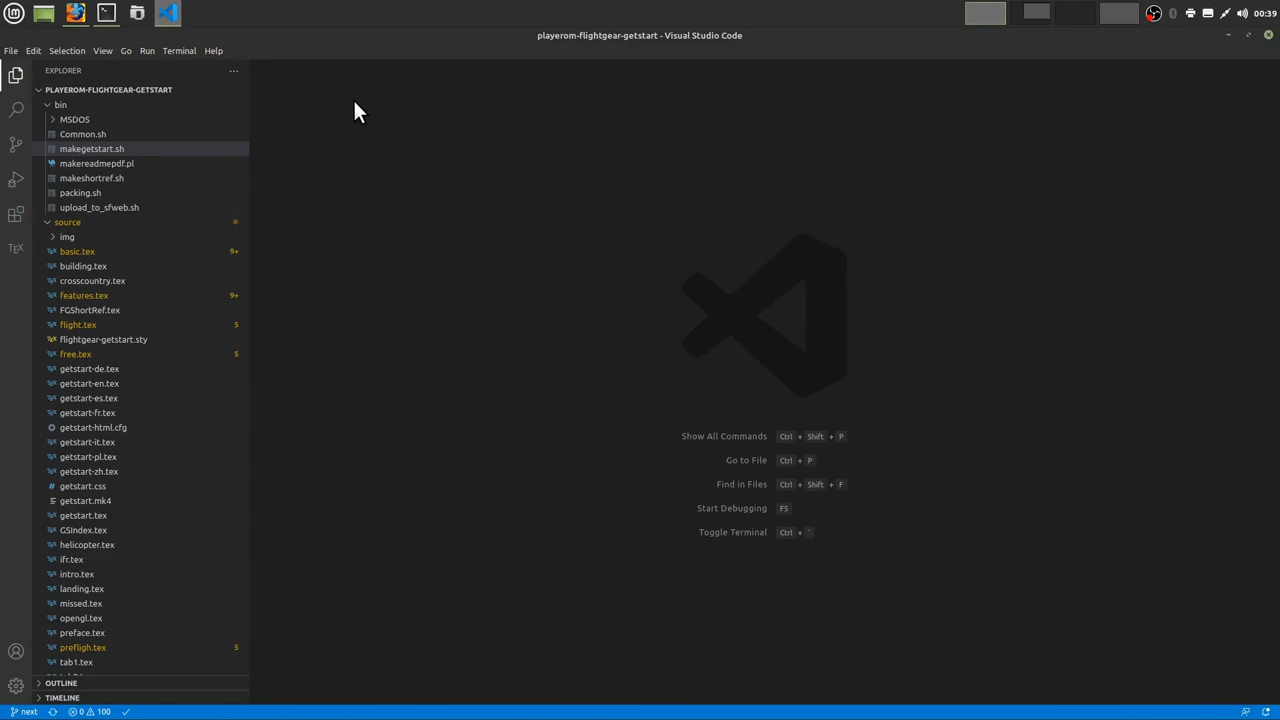 00:39
playerom-flightgear-getstart - Visual Studio Code
File Edit Selection View Go Run Terminal Help
EXPLORER
PLAYEROM-FLIGHTGEAR-GETSTART
bin
MSDOS
Common.sh
makegetstart.sh
makereadmepdf.pl
makeshortref.sh
packing.sh
upload_to_sfweb.sh
source
img
basic.tex 9+
building.tex
crosscountry.tex
features.tex 9+
FGShortRef.tex
flight.tex 5
flightgear-getstart.sty
free.tex 5
getstart-de.tex
getstart-en.tex
getstart-es.tex
getstart-fr.tex
getstart-html.cfg
getstart-it.tex
getstart-pl.tex
getstart-zh.tex
getstart.css
getstart.mk4
getstart.tex
GSIndex.tex
helicopter.tex
ifr.tex
intro.tex
landing.tex
missed.tex
opengl.tex
preface.tex
prefligh.tex 5
tab1.tex
OUTLINE
TIMELINE
Show All Commands Ctrl + Shift + P
Go to File Ctrl + P
Find in Files Ctrl + Shift + F
Start Debugging F5
Toggle Terminal Ctrl + `
next 0 100